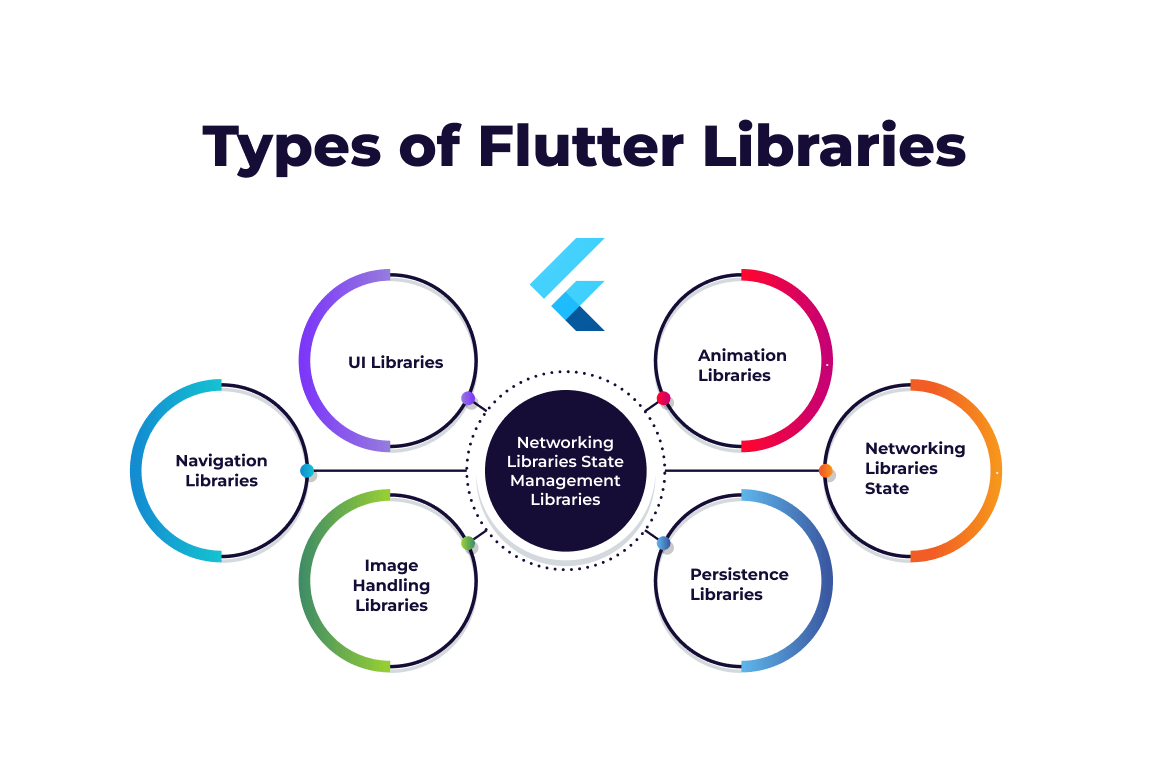 Types of Flutter Libraries
UI Libraries
Animation
Libraries
Navigation
Libraries
Networking
Libraries State
Management
Libraries
Networking
Libraries
State
Image
Handling
Libraries
Persistence
Libraries